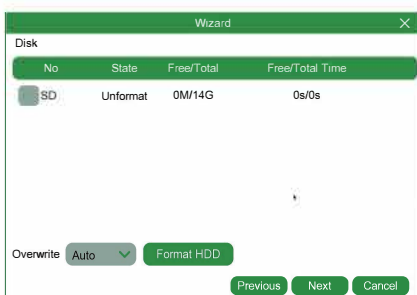 Wizard
Disk
No State Free/Total Free/Total Time
SD Unformat 0M/14G 0s/0s
Overwrite Auto Format HDD
Previous Next Cancel